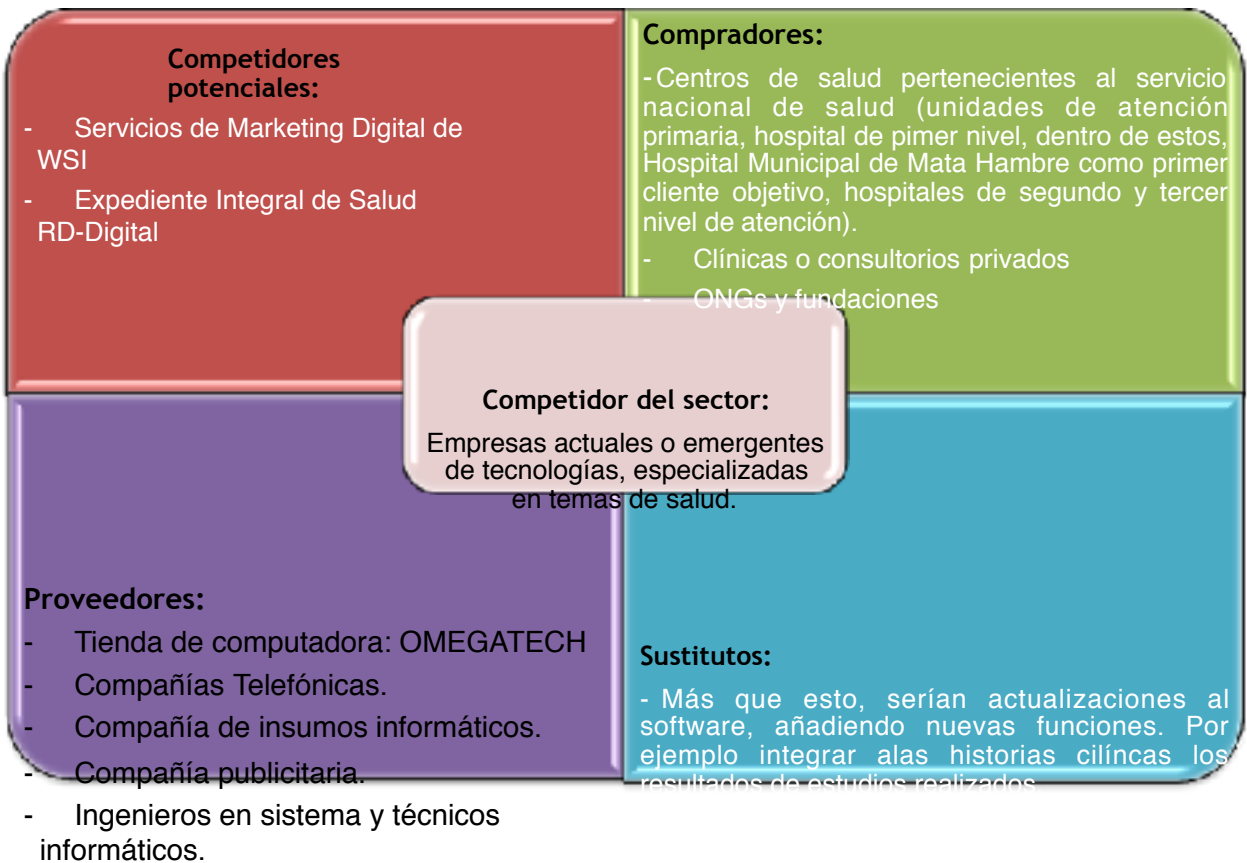 Competidores
potenciales:
- Servicios de Marketing Digital de
WSI
- Expediente Integral de Salud
RD-Digital
Compradores:
- Centros de salud pertenecientes al servicio
nacional de salud (unidades de atención
primaria, hospital de pimer nivel, dentro de estos,
Hospital Municipal de Mata Hambre como primer
cliente objetivo, hospitales de segundo y tercer
nivel de atención).
- Clínicas o consultorios privados
- ONGs y fundaciones
Competidor del sector:
Empresas actuales o emergentes
de tecnologías, especializadas
en temas de salud.
Proveedores:
- Tienda de computadora: OMEGATECH
- Compañías Telefónicas.
- Compañía de insumos informáticos.
- Compañía publicitaria.
- Ingenieros en sistema y técnicos
informáticos.
Sustitutos:
- Más que esto, serían actualizaciones al
software, añadiendo nuevas funciones. Por
ejemplo integrar alas historias cilíncas los
resultados de estudios realizados